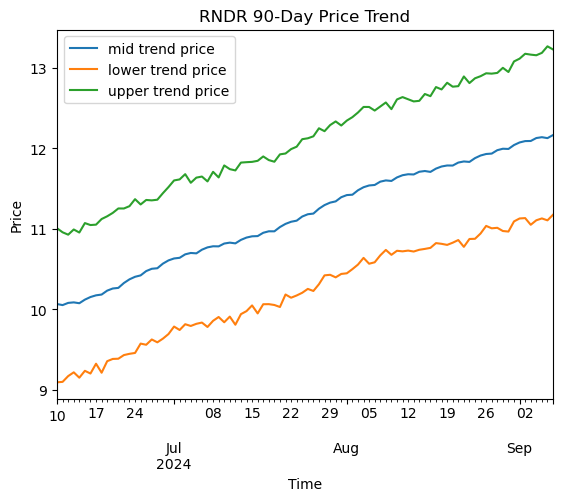 RNDR 90-Day Price Trend
mid trend price
lower trend price
upper trend price
Price
13
12
11
10
9
10 17 24 08 15 22 29 05 12 19 26 02
Jul Aug Sep
2024
Time